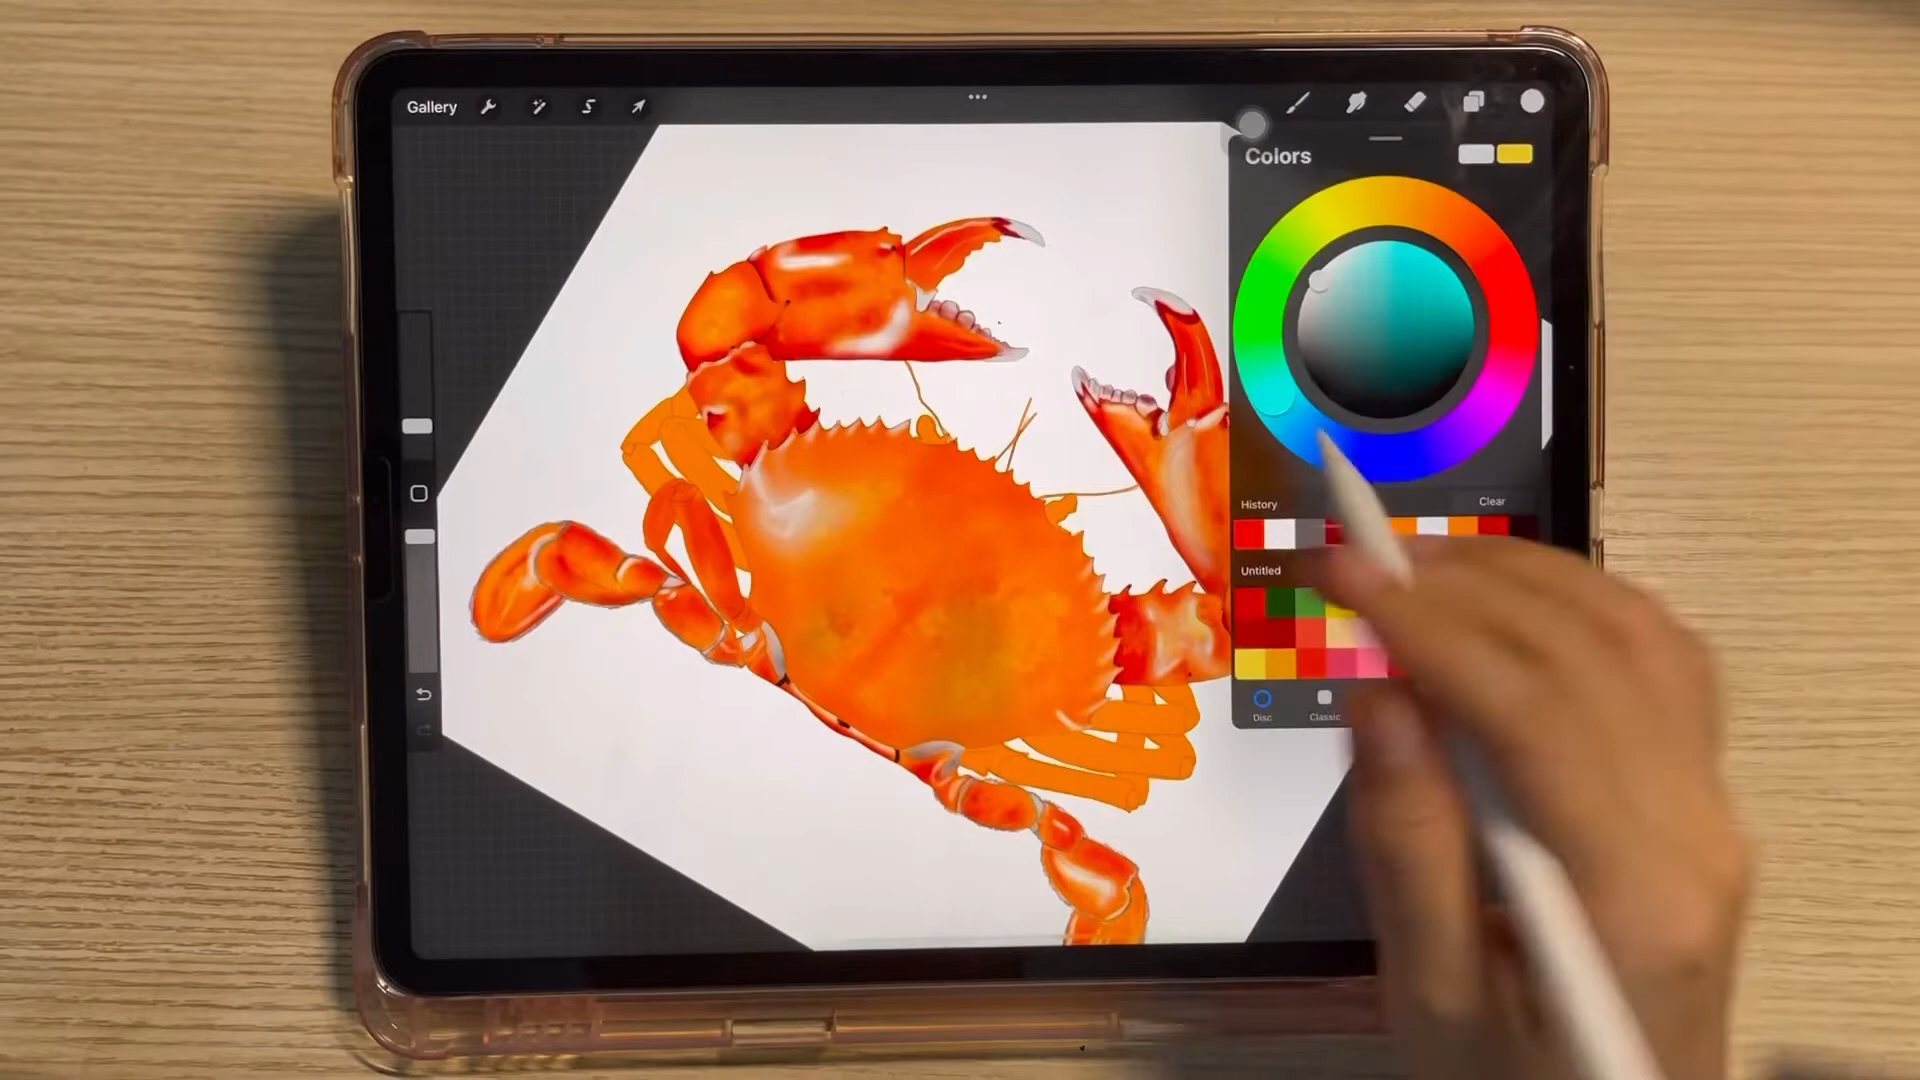 Gallery
Colors
History
Clear
Untitled
Disc
Classic